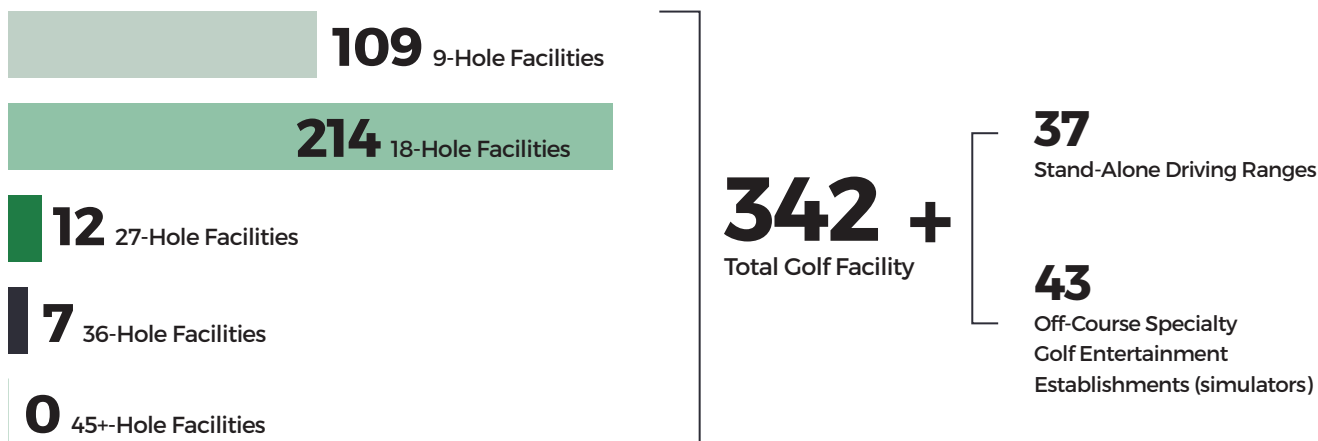 109 9-Hole Facilities
214 18-Hole Facilities
12 27-Hole Facilities
7 36-Hole Facilities
0 45+-Hole Facilities
342 +
Total Golf Facility
37
Stand-Alone Driving Ranges
43
Off-Course Specialty
Golf Entertainment
Establishments (simulators)